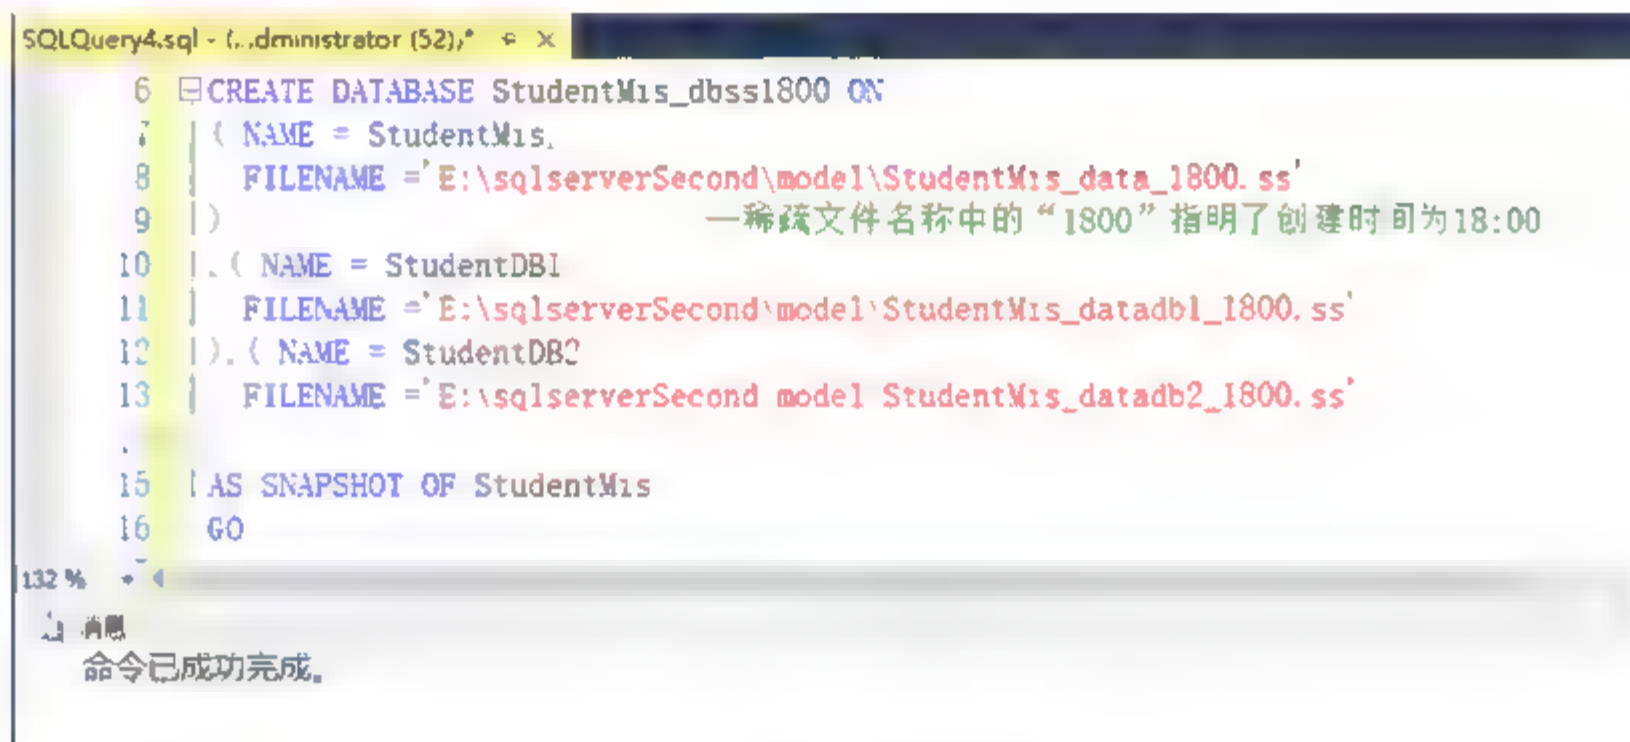 SQLQuery4.sql - (...dministrator (52))*
6 CREATE DATABASE StudentMis_dbss1800 ON
7 ( NAME = StudentMis,
8 FILENAME ='E:\sqlserverSecond\model\StudentMis_data_1800.ss'
9 ) --稀疏文件名称中的“1800”指明了创建时间为18:00
10 ,( NAME = StudentDB1
11 FILENAME ='E:\sqlserverSecond\model\StudentMis_datadb1_1800.ss'
12 ),( NAME = StudentDB2
13 FILENAME ='E:\sqlserverSecond model StudentMis_datadb2_1800.ss'
15 AS SNAPSHOT OF StudentMis
16 GO
132 %
消息
命令已成功完成。